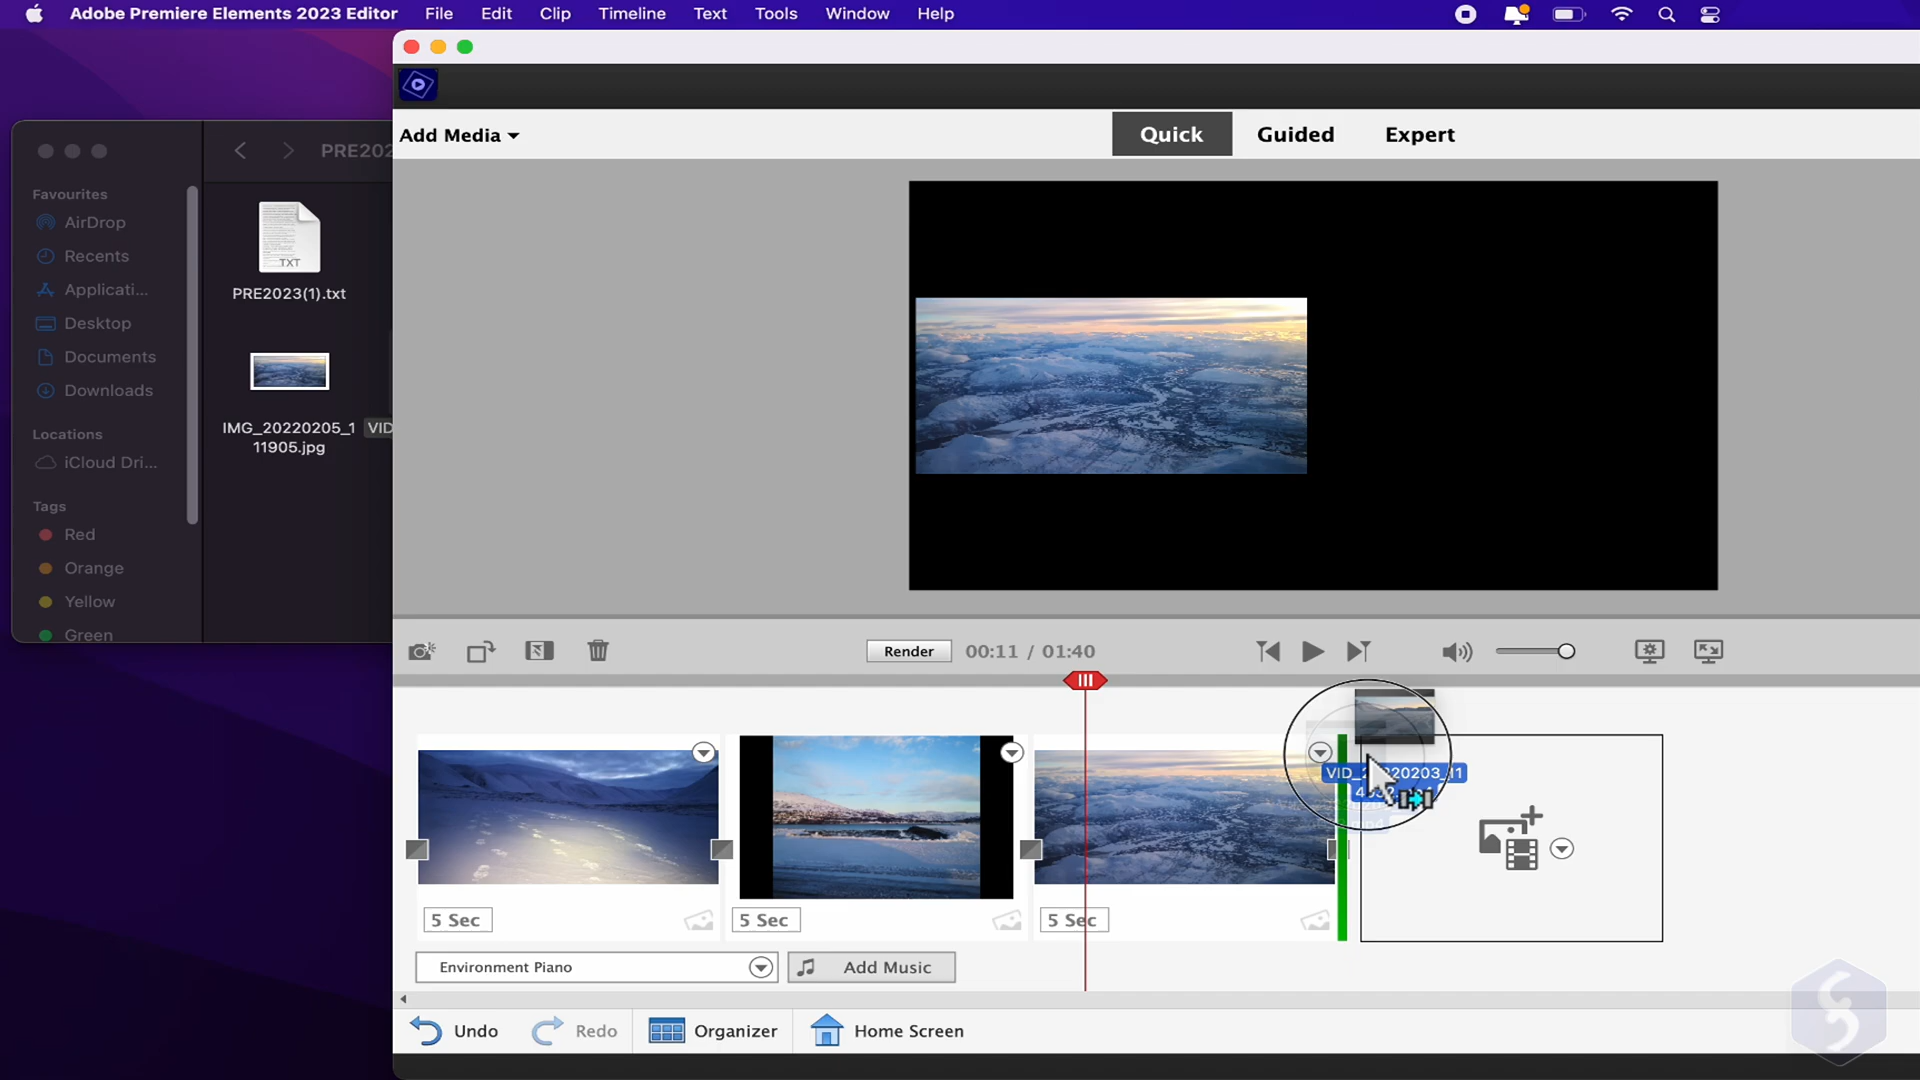 Adobe Premiere Elements 2023 Editor File Edit Clip Timeline Text Tools Window Help
Add Media
Quick Guided Expert
Favourites
AirDrop
Recents
Applicati...
Desktop
Documents
Downloads
Locations
iCloud Dri...
Tags
Red
Orange
Yellow
Green
PRE202
TXT
PRE2023(1).txt
IMG_20220205_1
11905.jpg
VID
Render 00:11 / 01:40
5 Sec
5 Sec
5 Sec
Environment Piano
Add Music
Undo Redo Organizer Home Screen